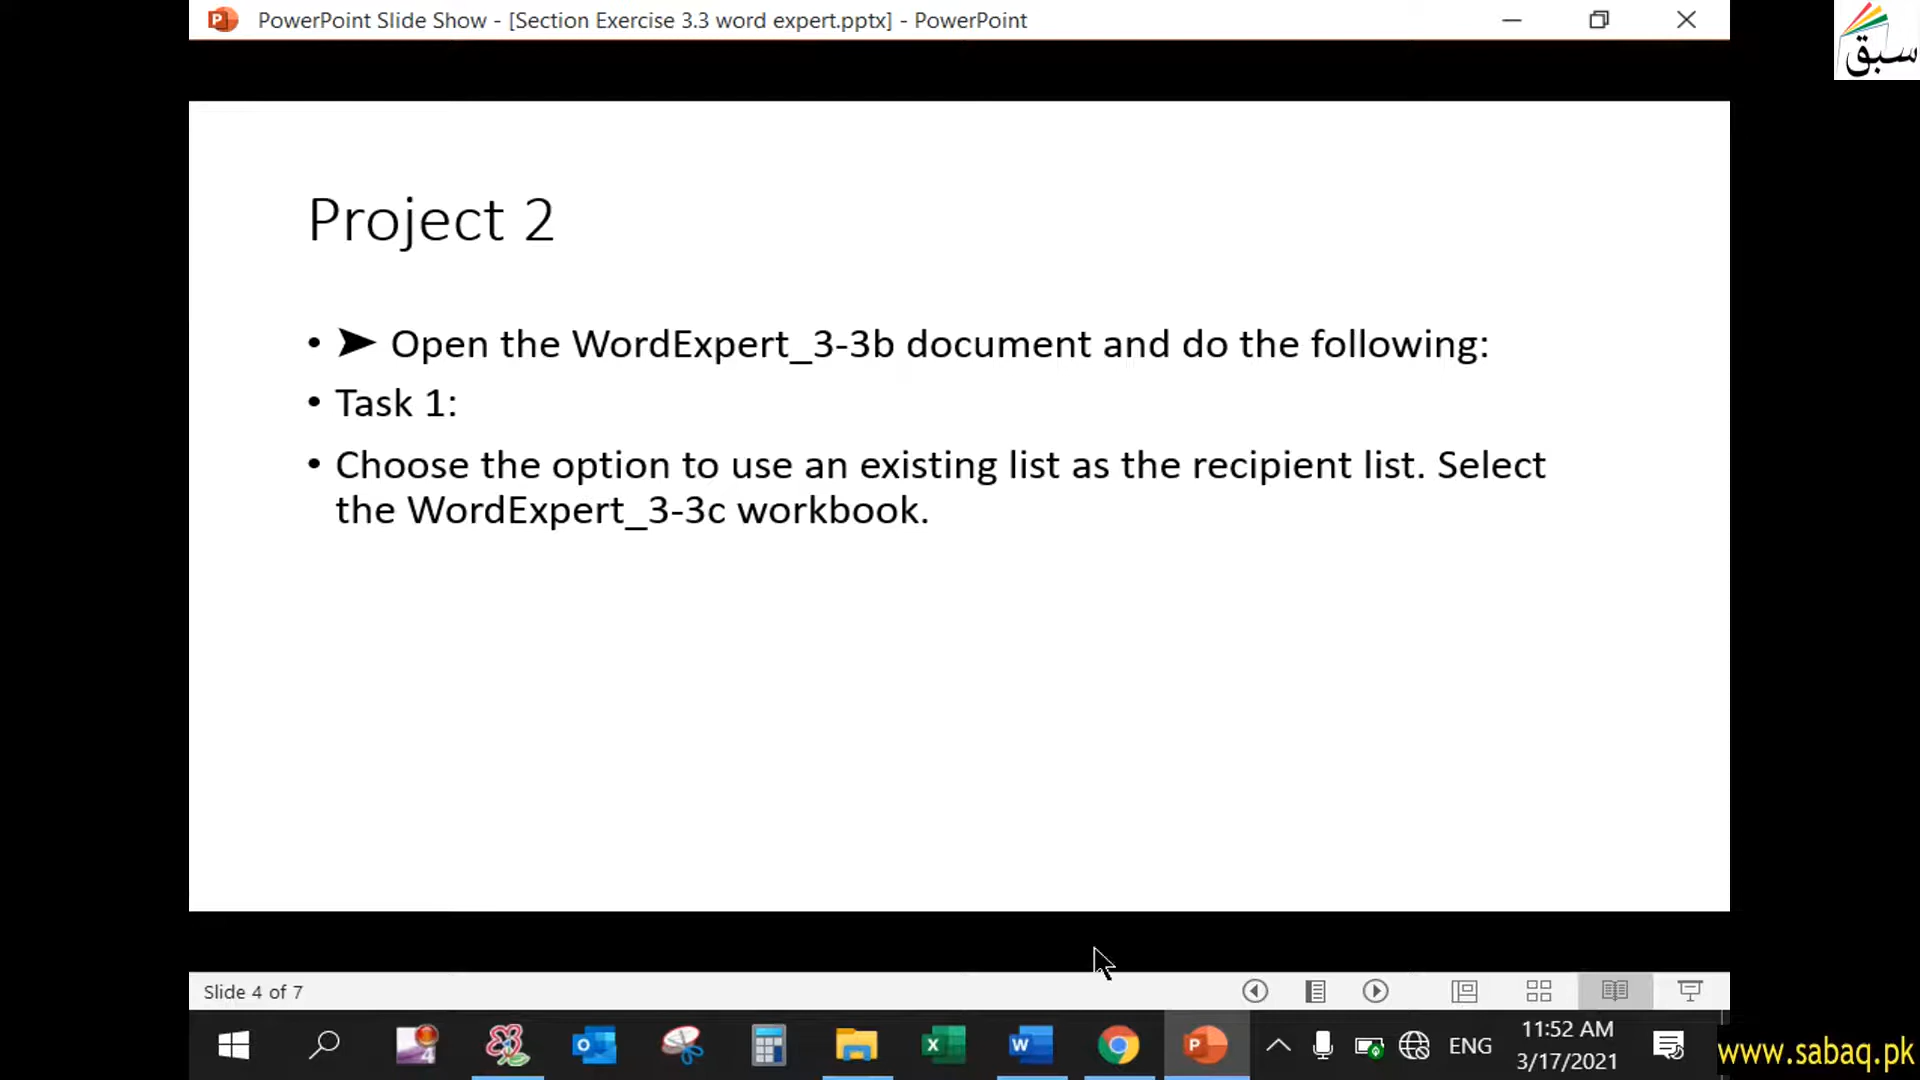 PowerPoint Slide Show - [Section Exercise 3.3 word expert.pptx] - PowerPoint
سبق
Project 2
• ➤ Open the WordExpert_3-3b document and do the following:
• Task 1:
• Choose the option to use an existing list as the recipient list. Select
the WordExpert_3-3c workbook.
Slide 4 of 7
4
ENG
11:52 AM
3/17/2021
www.sabaq.pk